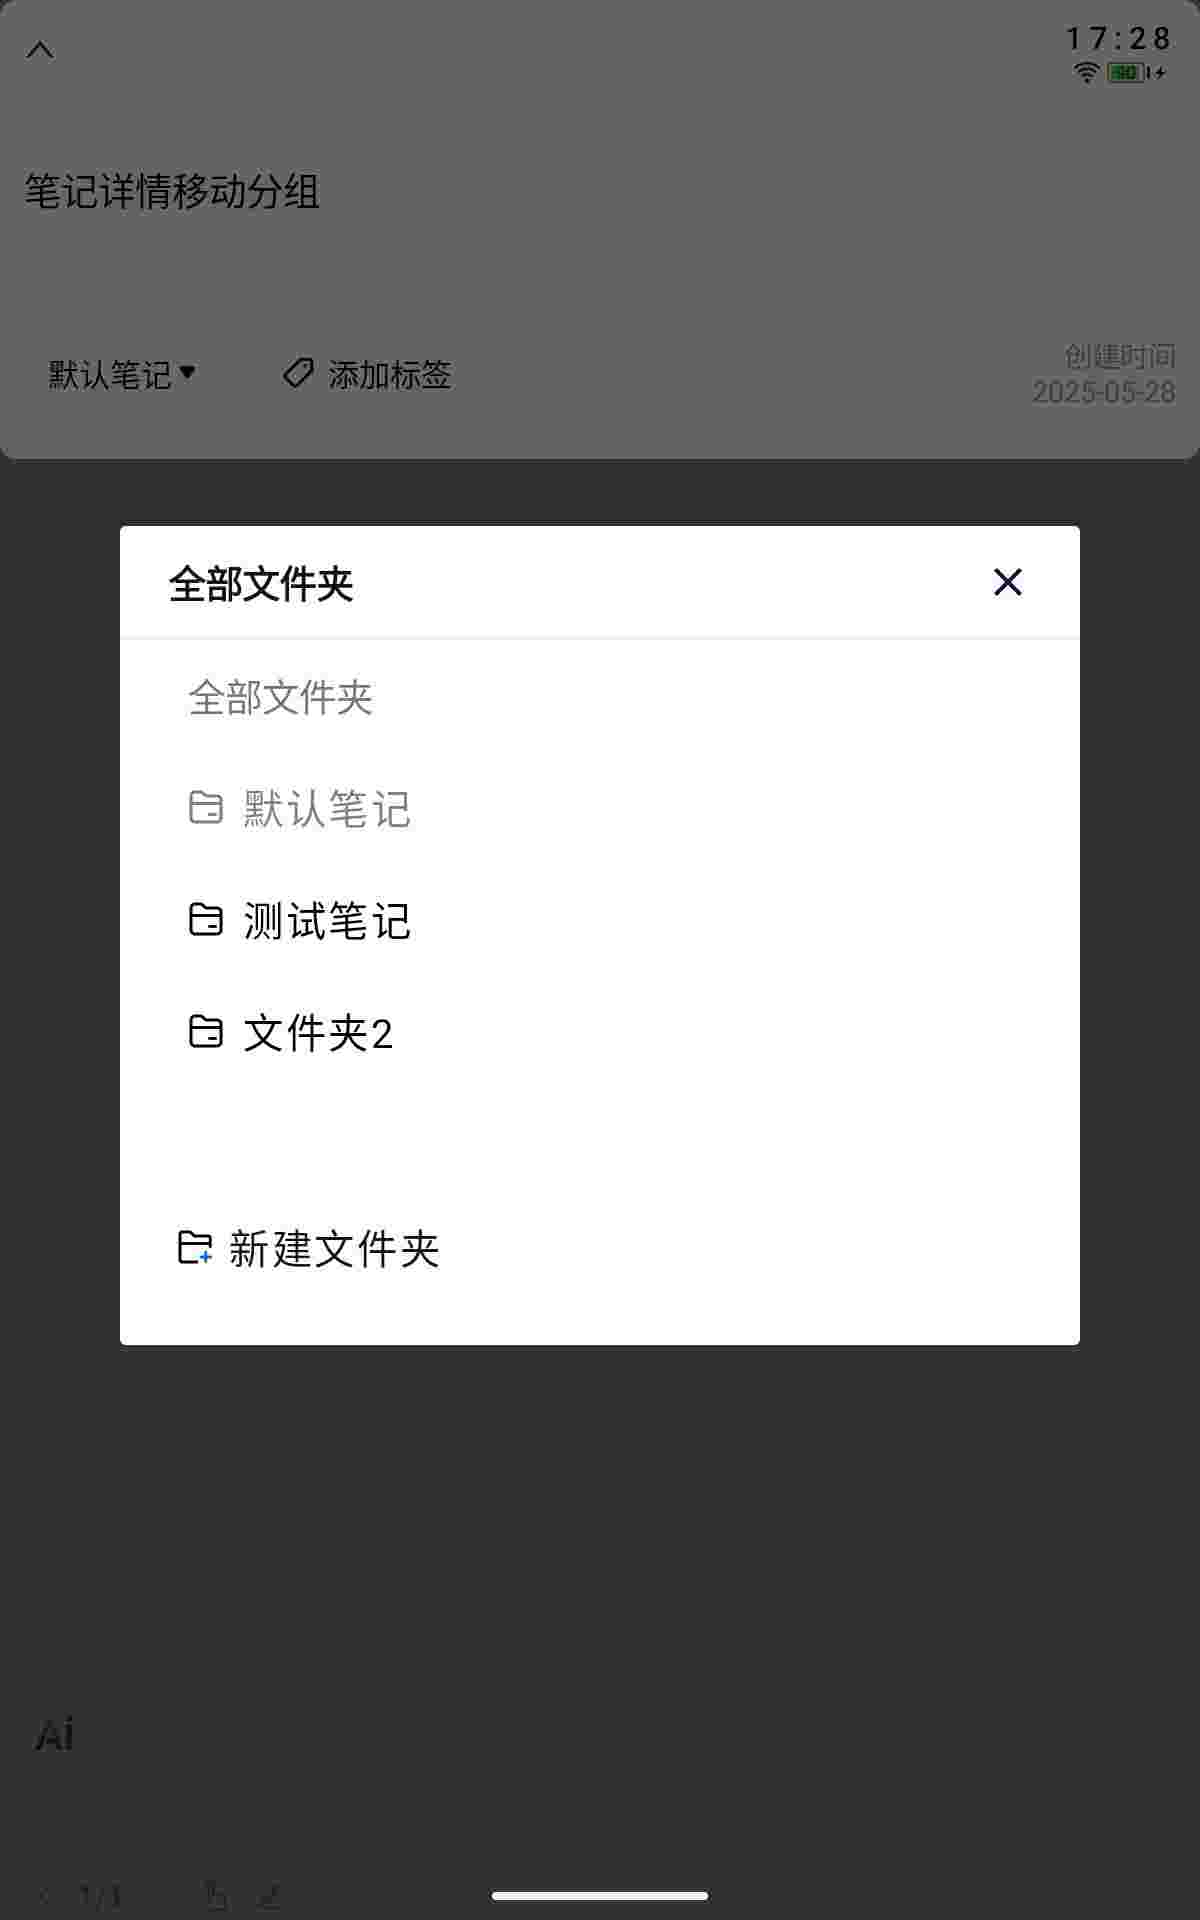 17:28
90
笔记详情移动分组
默认笔记
添加标签
创建时间
2025-05-28
全部文件夹
全部文件夹
默认笔记
测试笔记
文件夹2
新建文件夹
Ai
1/1